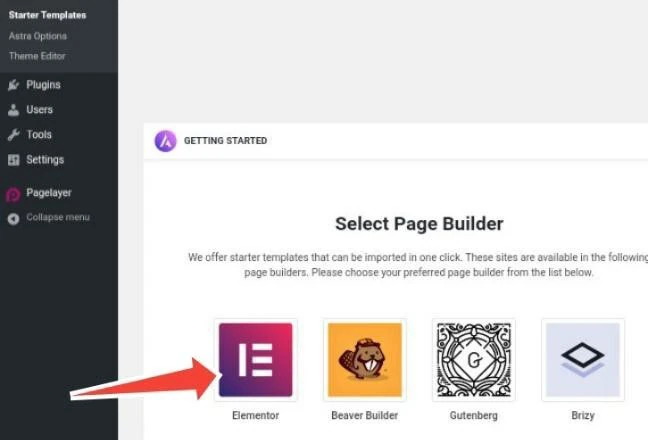 Starter Templates
Astra Options
Theme Editor
Plugins
Users
Tools
Settings
Pagelayer
Collapse menu
GETTING STARTED
Select Page Builder
We offer starter templates that can be imported in one click. These sites are available in the following
page builders. Please choose your preferred page builder from the list below.
G
Elementor
Beaver Builder
Gutenberg
Brizy